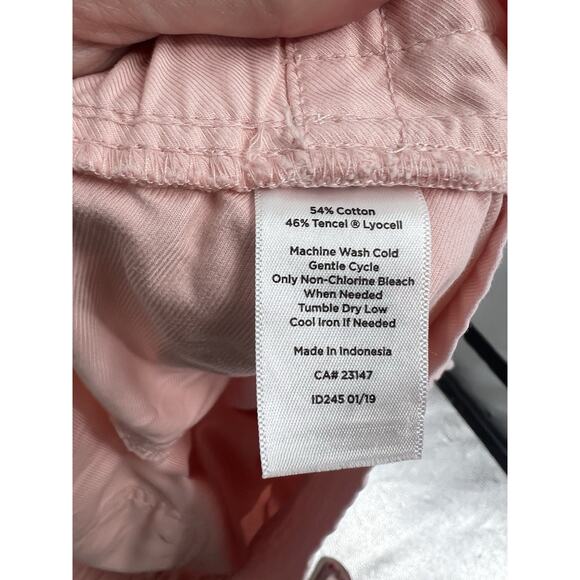 54% Cotton
46% Tencel ® Lyocell
Machine Wash Cold
Gentle Cycle
Only Non-Chlorine Bleach
When Needed
Tumble Dry Low
Cool Iron If Needed
Made in Indonesia
CA# 23147
ID245 01/19